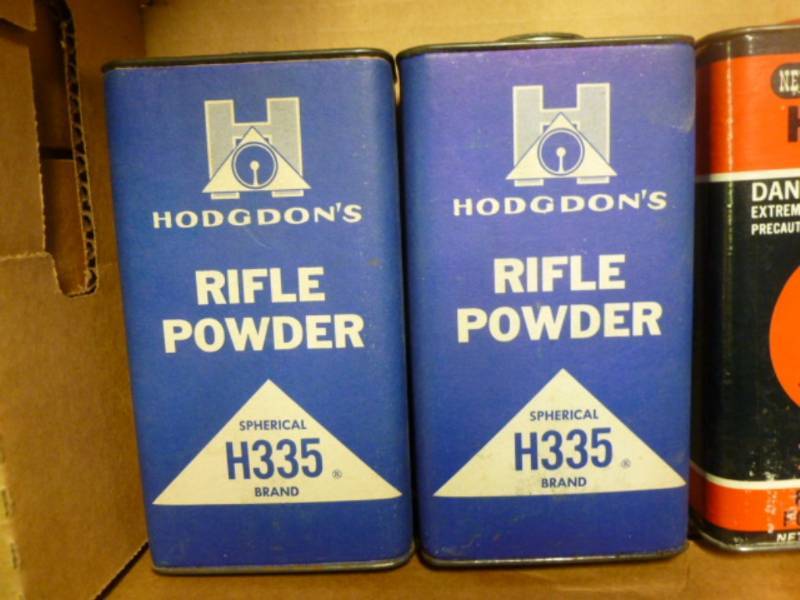 H
HODGDON'S
RIFLE
POWDER
SPHERICAL
H335 ®
BRAND
H
HODGDON'S
RIFLE
POWDER
SPHERICAL
H335 ®
BRAND
DAN
EXTREM
PRECAUT
NET